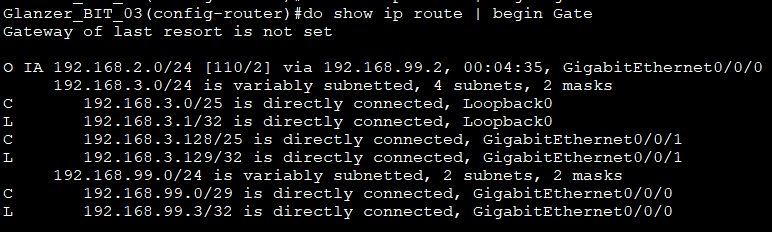 Glanzer_BIT_03(config-router)#do show ip route | begin Gate
Gateway of last resort is not set

O IA 192.168.2.0/24 [110/2] via 192.168.99.2, 00:04:35, GigabitEthernet0/0/0
     192.168.3.0/24 is variably subnetted, 4 subnets, 2 masks
C       192.168.3.0/25 is directly connected, Loopback0
L       192.168.3.1/32 is directly connected, Loopback0
C       192.168.3.128/25 is directly connected, GigabitEthernet0/0/1
L       192.168.3.129/32 is directly connected, GigabitEthernet0/0/1
     192.168.99.0/24 is variably subnetted, 2 subnets, 2 masks
C       192.168.99.0/29 is directly connected, GigabitEthernet0/0/0
L       192.168.99.3/32 is directly connected, GigabitEthernet0/0/0